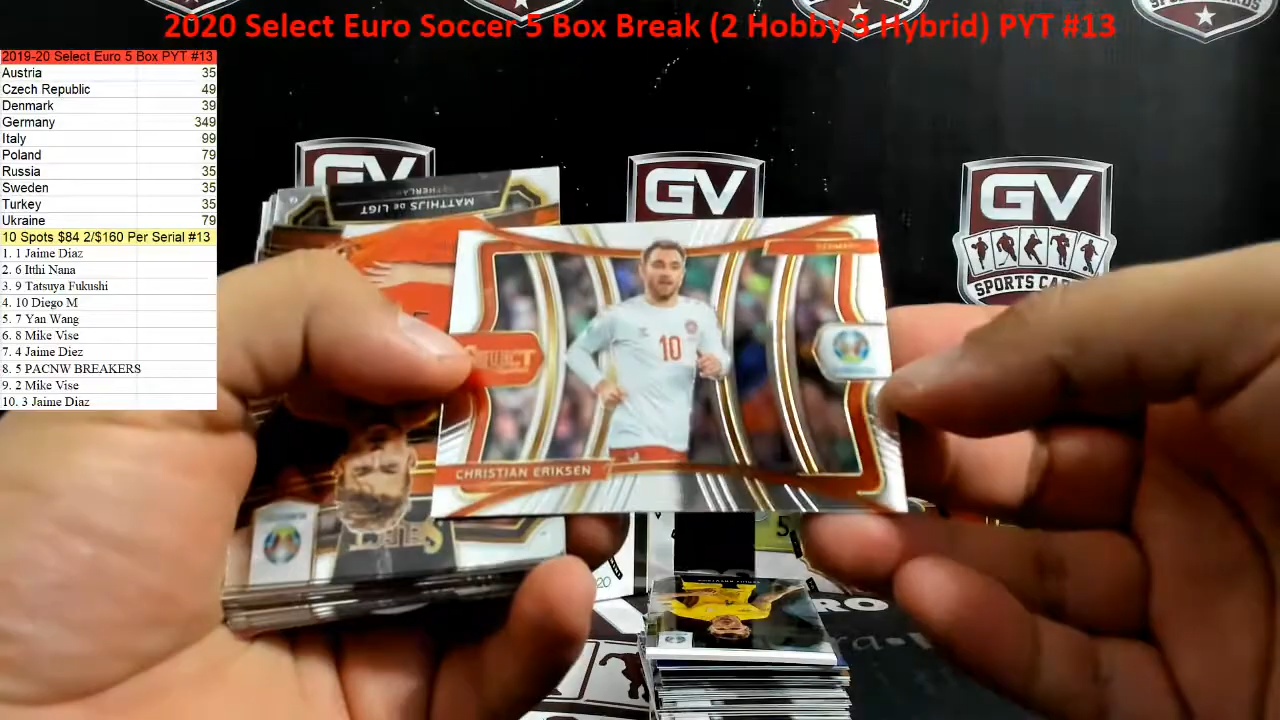 2020 Select Euro Soccer 5 Box Break (2 Hobby 3 Hybrid) PYT #13
2019-20 Select Euro 5 Box PYT #13
Austria 35
Czech Republic 49
Denmark 39
Germany 349
Italy 99
Poland 79
Russia 35
Sweden 35
Turkey 35
Ukraine 79
10 Spots $84 2/$160 Per Serial #13
1. 1 Jaime Diaz
2. 6 Itthi Nana
3. 9 Tatsuya Fukushi
4. 10 Diego M
5. 7 Yan Wang
6. 8 Mike Vise
7. 4 Jaime Diez
8. 5 PACNW BREAKERS
9. 2 Mike Vise
10. 3 Jaime Diaz
GV
GV
GV
SPORTS
MATTHIJS DE LIGT
DENMARK
10
SELECT
CHRISTIAN ERIKSEN
SELECT
5
20